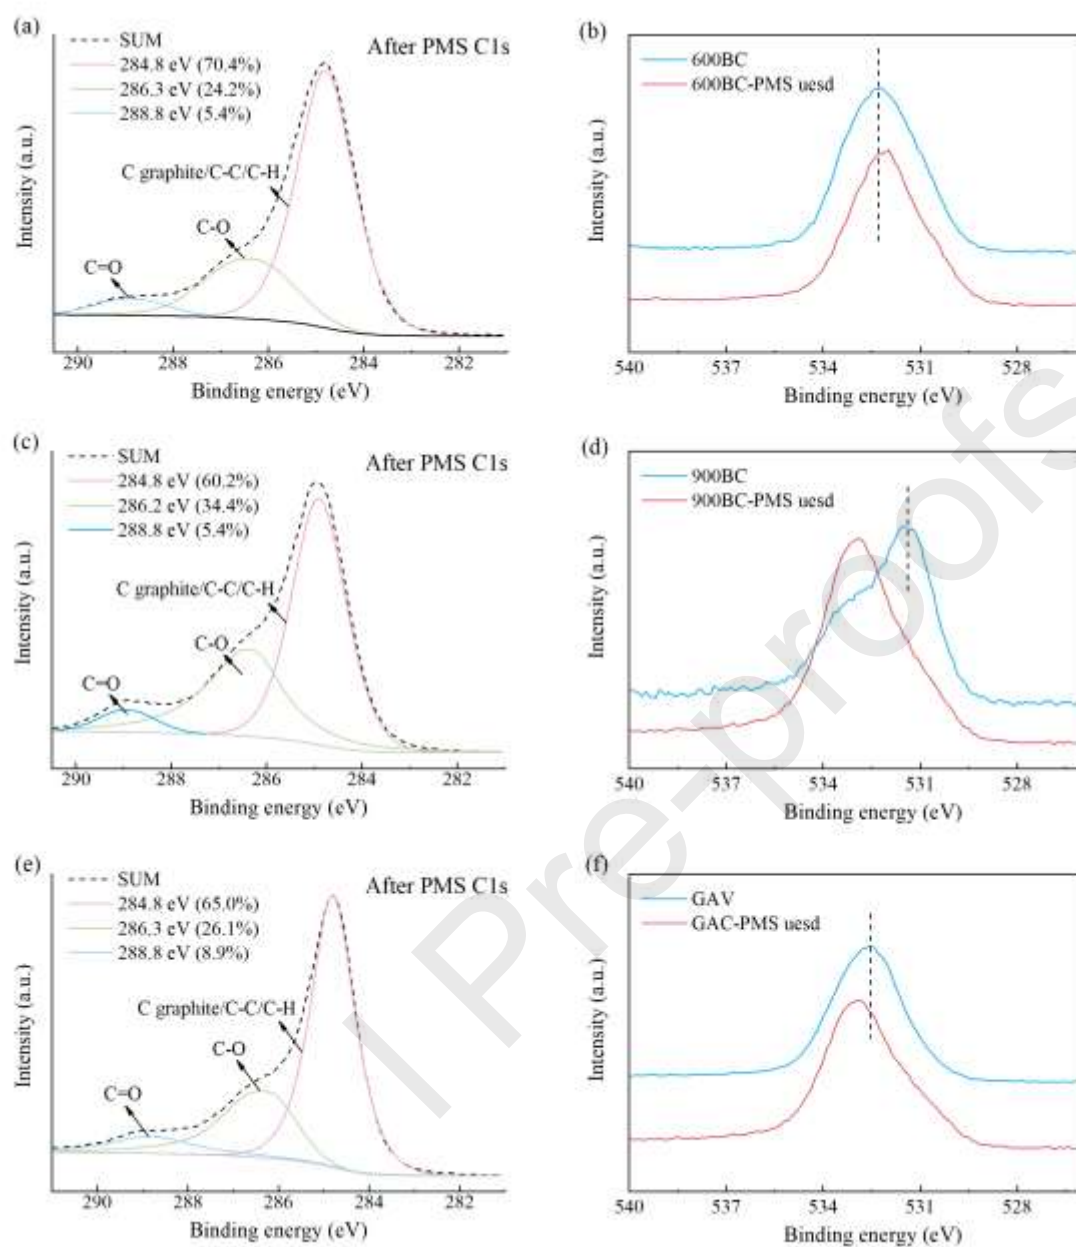 (a)
SUM
284.8 eV (70.4%)
286.3 eV (24.2%)
288.8 eV (5.4%)
After PMS C1s
C graphite/C-C/C-H
C-O
C=O
Intensity (a.u.)
290 288 286 284 282
Binding energy (eV)
(b)
600BC
600BC-PMS uesd
Intensity (a.u.)
540 537 534 531 528
Binding energy (eV)
(c)
SUM
284.8 eV (60.2%)
286.2 eV (34.4%)
288.8 eV (5.4%)
After PMS C1s
C graphite/C-C/C-H
C-O
C=O
Intensity (a.u.)
290 288 286 284 282
Binding energy (eV)
(d)
900BC
900BC-PMS uesd
Intensity (a.u.)
540 537 534 531 528
Binding energy (eV)
(e)
SUM
284.8 eV (65.0%)
286.3 eV (26.1%)
288.8 eV (8.9%)
After PMS C1s
C graphite/C-C/C-H
C-O
C=O
Intensity (a.u.)
290 288 286 284 282
Binding energy (eV)
(f)
GAV
GAC-PMS uesd
Intensity (a.u.)
540 537 534 531 528
Binding energy (eV)
l Pre-proofs